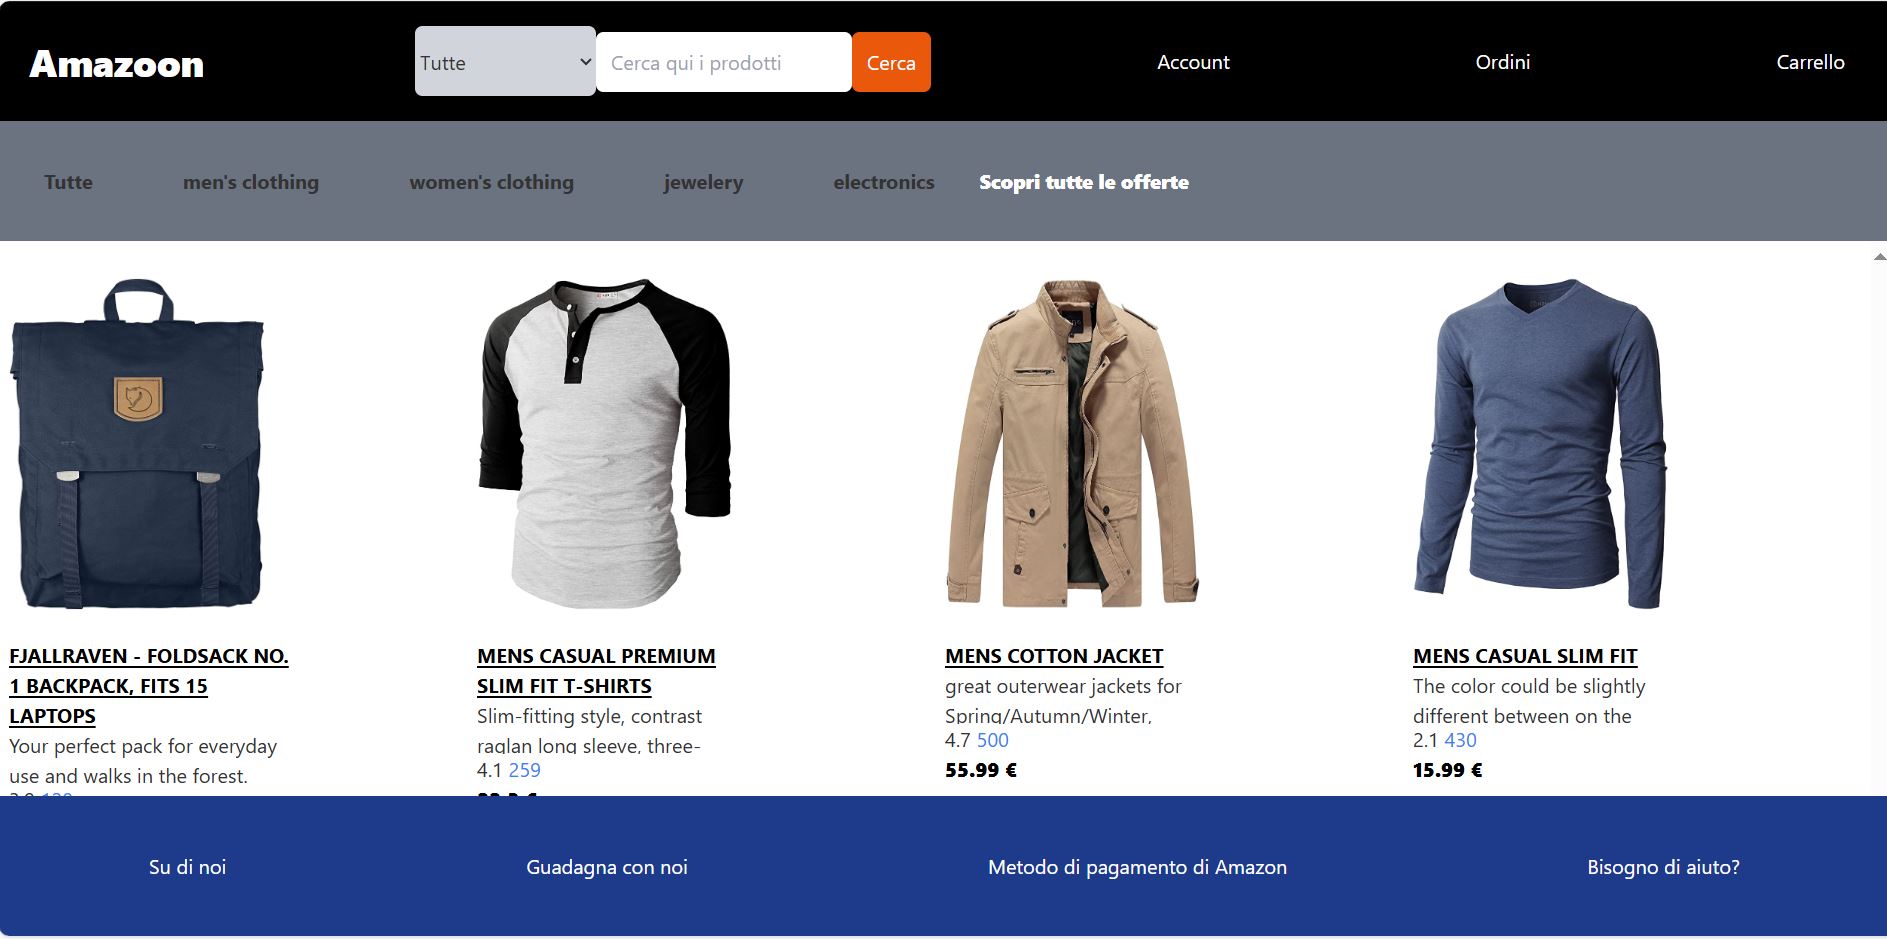 Amazoon
Tutte
Cerca qui i prodotti
Cerca
Account
Ordini
Carrello
Tutte
men's clothing
women's clothing
jewelery
electronics
Scopri tutte le offerte
FJALLRAVEN - FOLDSACK NO.
1 BACKPACK, FITS 15
LAPTOPS
Your perfect pack for everyday
use and walks in the forest.
MENS CASUAL PREMIUM
SLIM FIT T-SHIRTS
Slim-fitting style, contrast
raglan long sleeve, three-
4.1 259
MENS COTTON JACKET
great outerwear jackets for
Spring/Autumn/Winter,
4.7 500
55.99 €
MENS CASUAL SLIM FIT
The color could be slightly
different between on the
2.1 430
15.99 €
Su di noi
Guadagna con noi
Metodo di pagamento di Amazon
Bisogno di aiuto?